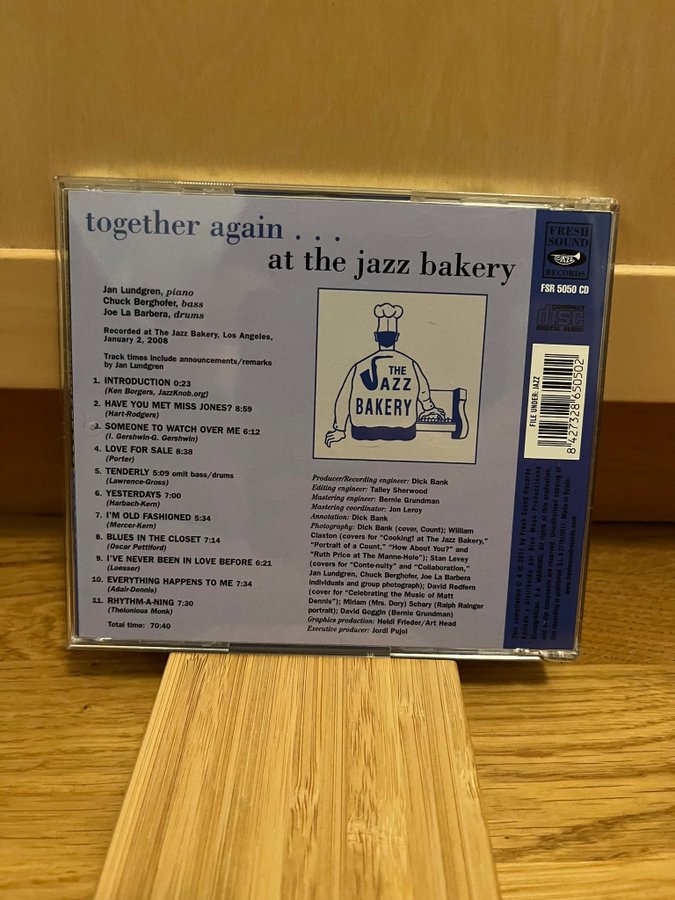 together again . . .
at the jazz bakery
Jan Lundgren, piano
Chuck Berghofer, bass
Joe La Barbera, drums
Recorded at The Jazz Bakery, Los Angeles,
January 2, 2008
Track times include announcements/remarks
by Jan Lundgren
1. INTRODUCTION 0:23
(Ken Borgers, JazzKnob.org)
2. HAVE YOU MET MISS JONES? 8:59
(Hart-Rodgers)
3. SOMEONE TO WATCH OVER ME 6:12
(I. Gershwin-G. Gershwin)
4. LOVE FOR SALE 8:38
(Porter)
5. TENDERLY 5:09 omit bass/drums
(Lawrence-Gross)
6. YESTERDAYS 7:00
(Harbach-Kern)
7. I'M OLD FASHIONED 5:34
(Mercer-Kern)
8. BLUES IN THE CLOSET 7:14
(Oscar Pettiford)
9. I'VE NEVER BEEN IN LOVE BEFORE 6:21
(Loesser)
10. EVERYTHING HAPPENS TO ME 7:34
(Adair-Dennis)
11. RHYTHM-A-NING 7:30
(Thelonious Monk)
Total time: 70:40
THE
JAZZ
BAKERY
Producer/Recording engineer: Dick Bank
Editing engineer: Talley Sherwood
Mastering engineer: Bernie Grundman
Mastering coordinator: Jon Leroy
Annotation: Dick Bank
Photography: Dick Bank (cover, Count); William
Claxton (covers for "Cooking! at The Jazz Bakery,"
"Portrait of a Count," "How About You?" and
"Ruth Price at The Manne-Hole"); Stan Levey
(covers for "Conte-nuity" and "Collaboration,"
Jan Lundgren, Chuck Berghofer, Joe La Barbera
individuals and group photograph); David Redfern
(cover for "Celebrating the Music of Matt
Dennis"); Miriam (Mrs. Dory) Schary (Ralph Rainger
portrait); David Goggin (Bernie Grundman
portrait)
Graphics production: Heidi Frieder/Art Head
Executive producer: Jordi Pujol
FRESH
SOUND
RECORDS
FSR 5050 CD
COMPACT
disc
DIGITAL AUDIO
FILE UNDER: JAZZ
8 427328 650502